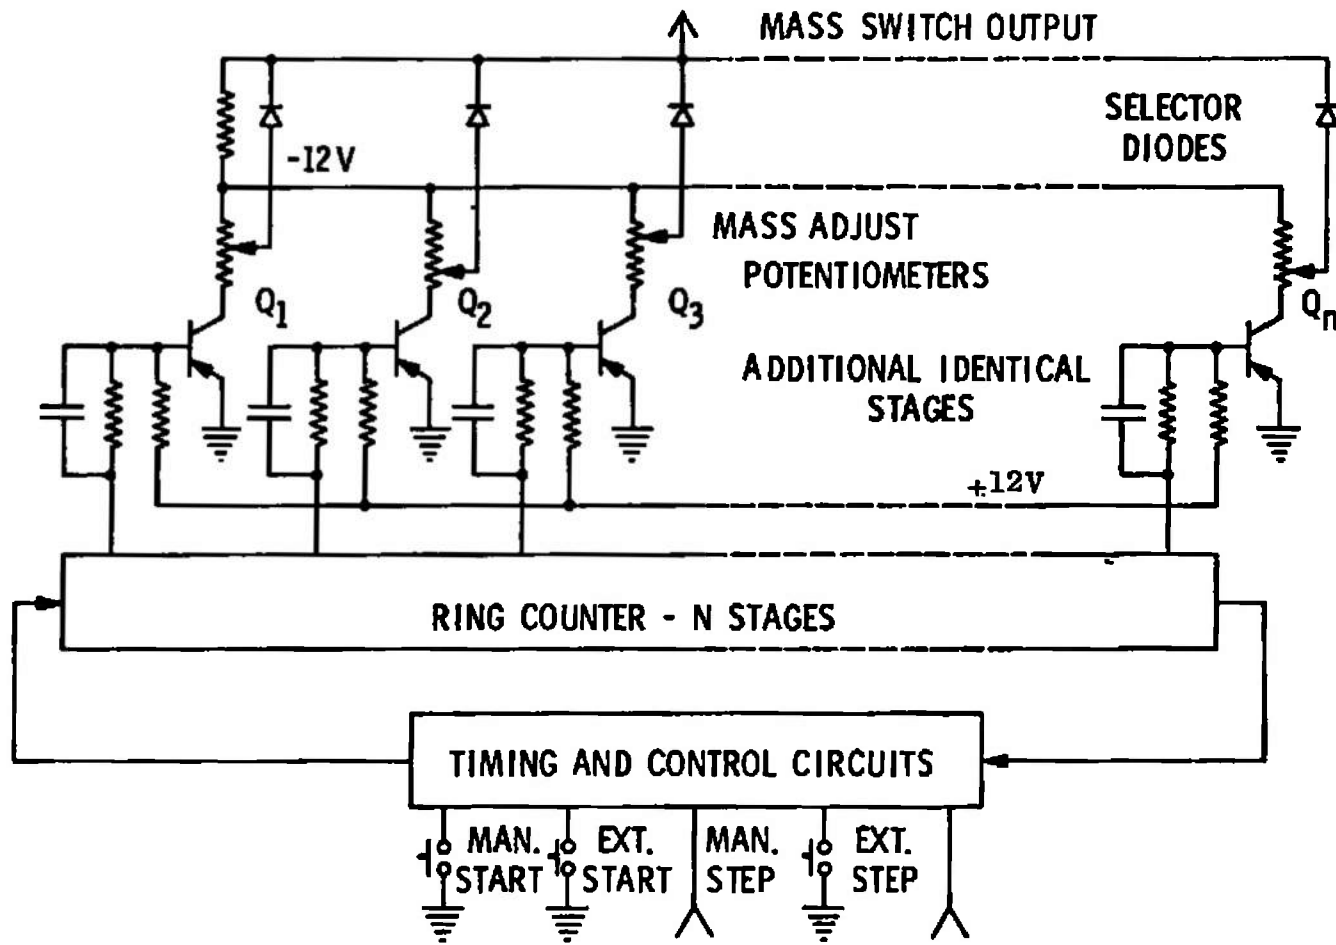 MASS SWITCH OUTPUT
SELECTOR
DIODES
-12V
MASS ADJUST
POTENTIOMETERS
Q1
Q2
Q3
Qn
ADDITIONAL IDENTICAL
STAGES
+12V
RING COUNTER - N STAGES
TIMING AND CONTROL CIRCUITS
MAN.
START
EXT.
START
MAN.
STEP
EXT.
STEP